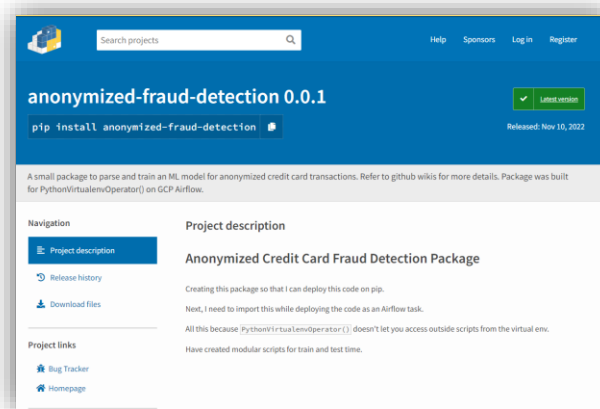 Search projects
Help Sponsors Log in Register
anonymized-fraud-detection 0.0.1
Latest version
pip install anonymized-fraud-detection
Released: Nov 10, 2022
A small package to parse and train an ML model for anonymized credit card transactions. Refer to github wikis for more details. Package was built
for PythonVirtualenvOperator() on GCP Airflow.
Navigation
Project description
Release history
Download files
Project links
Bug Tracker
Homepage
Project description
Anonymized Credit Card Fraud Detection Package
Creating this package so that I can deploy this code on pip.
Next, I need to import this while deploying the code as an Airflow task.
All this because PythonVirtualenvOperator() doesn't let you access outside scripts from the virtual env.
Have created modular scripts for train and test time.